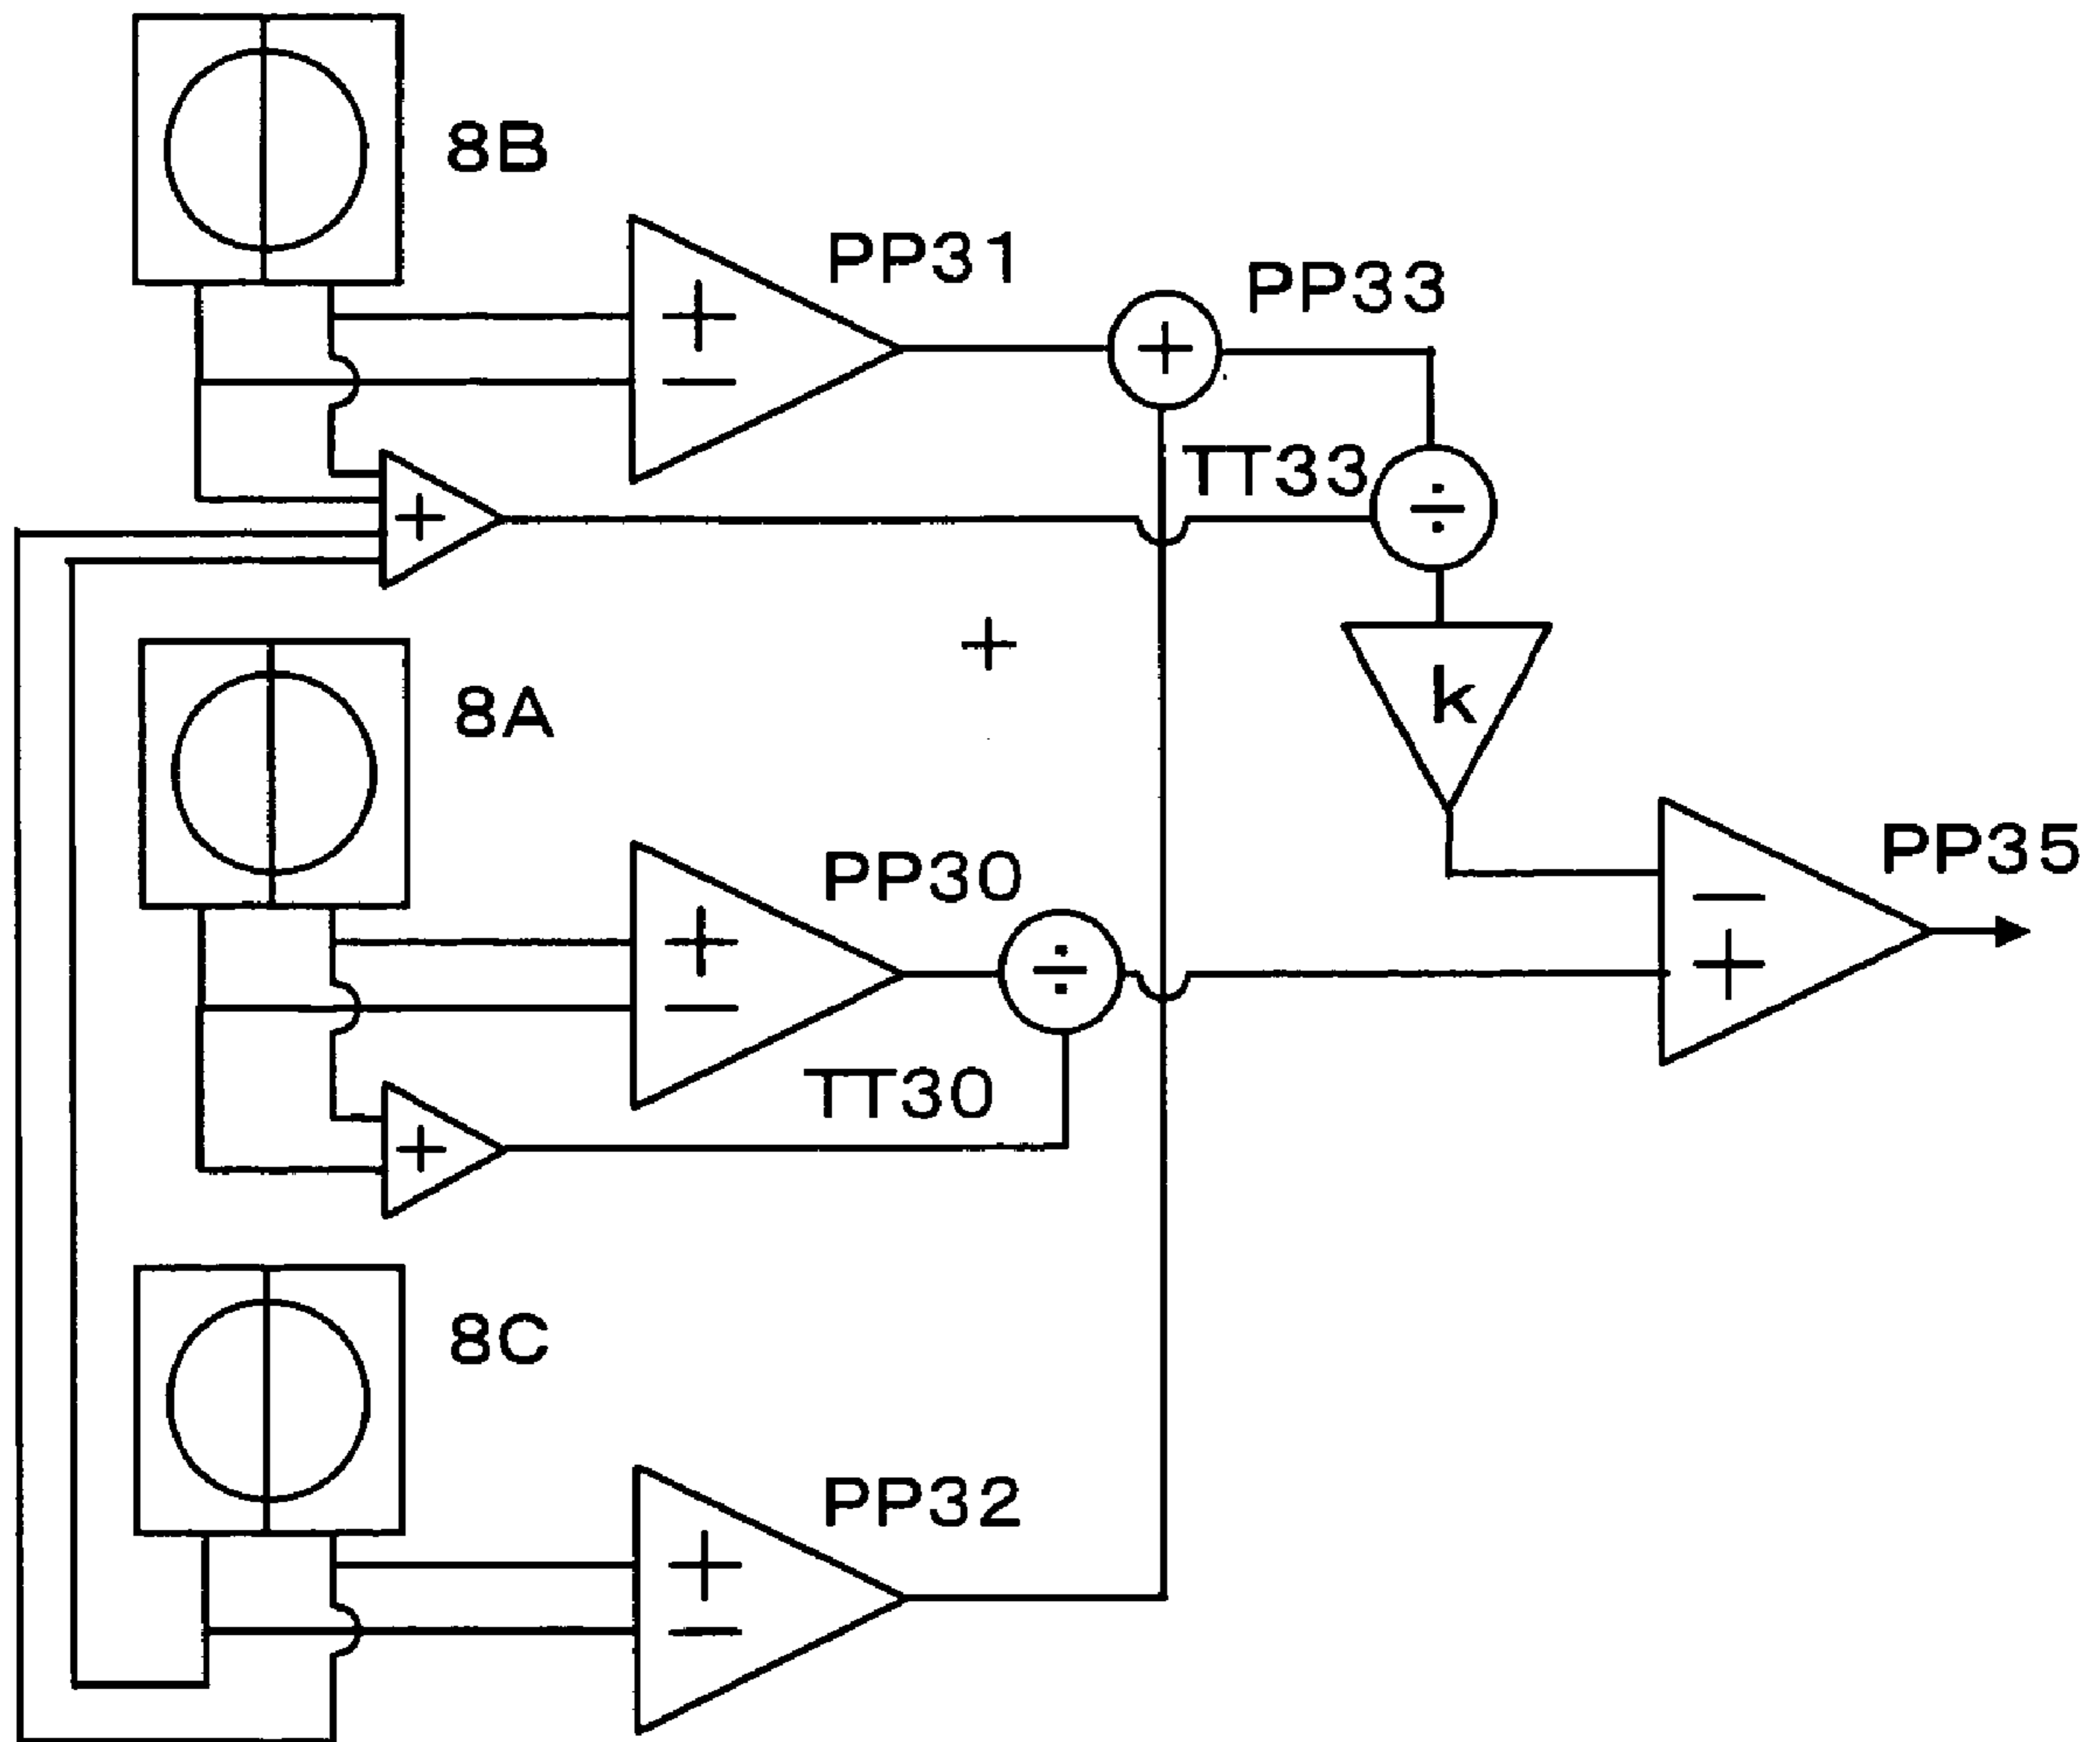 8B
PP31
PP33
+
−
+
TT33
÷
+
+
8A
k
PP30
PP35
+
−
÷
−
+
TT30
+
8C
PP32
+
−